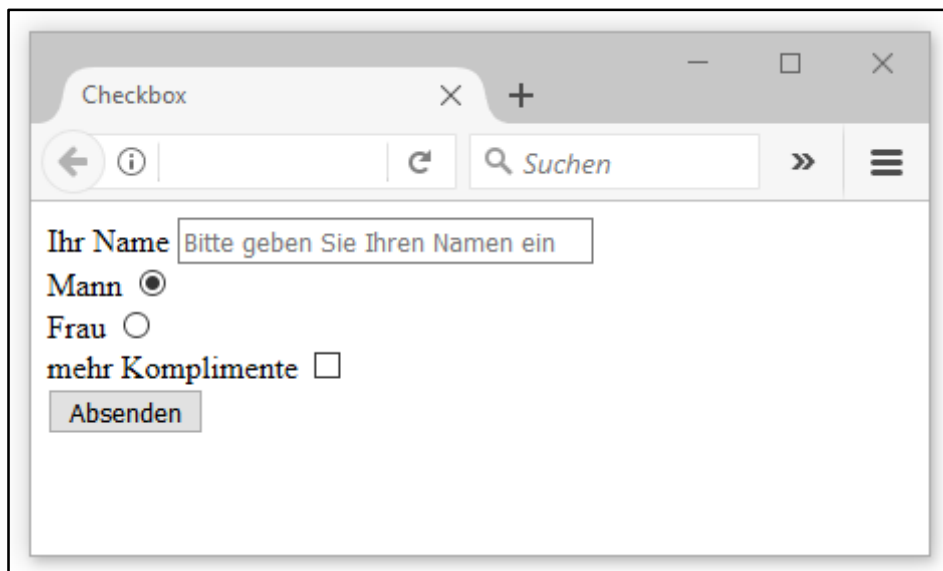 Checkbox
Suchen
Ihr Name Bitte geben Sie Ihren Namen ein
Mann
Frau
mehr Komplimente
Absenden